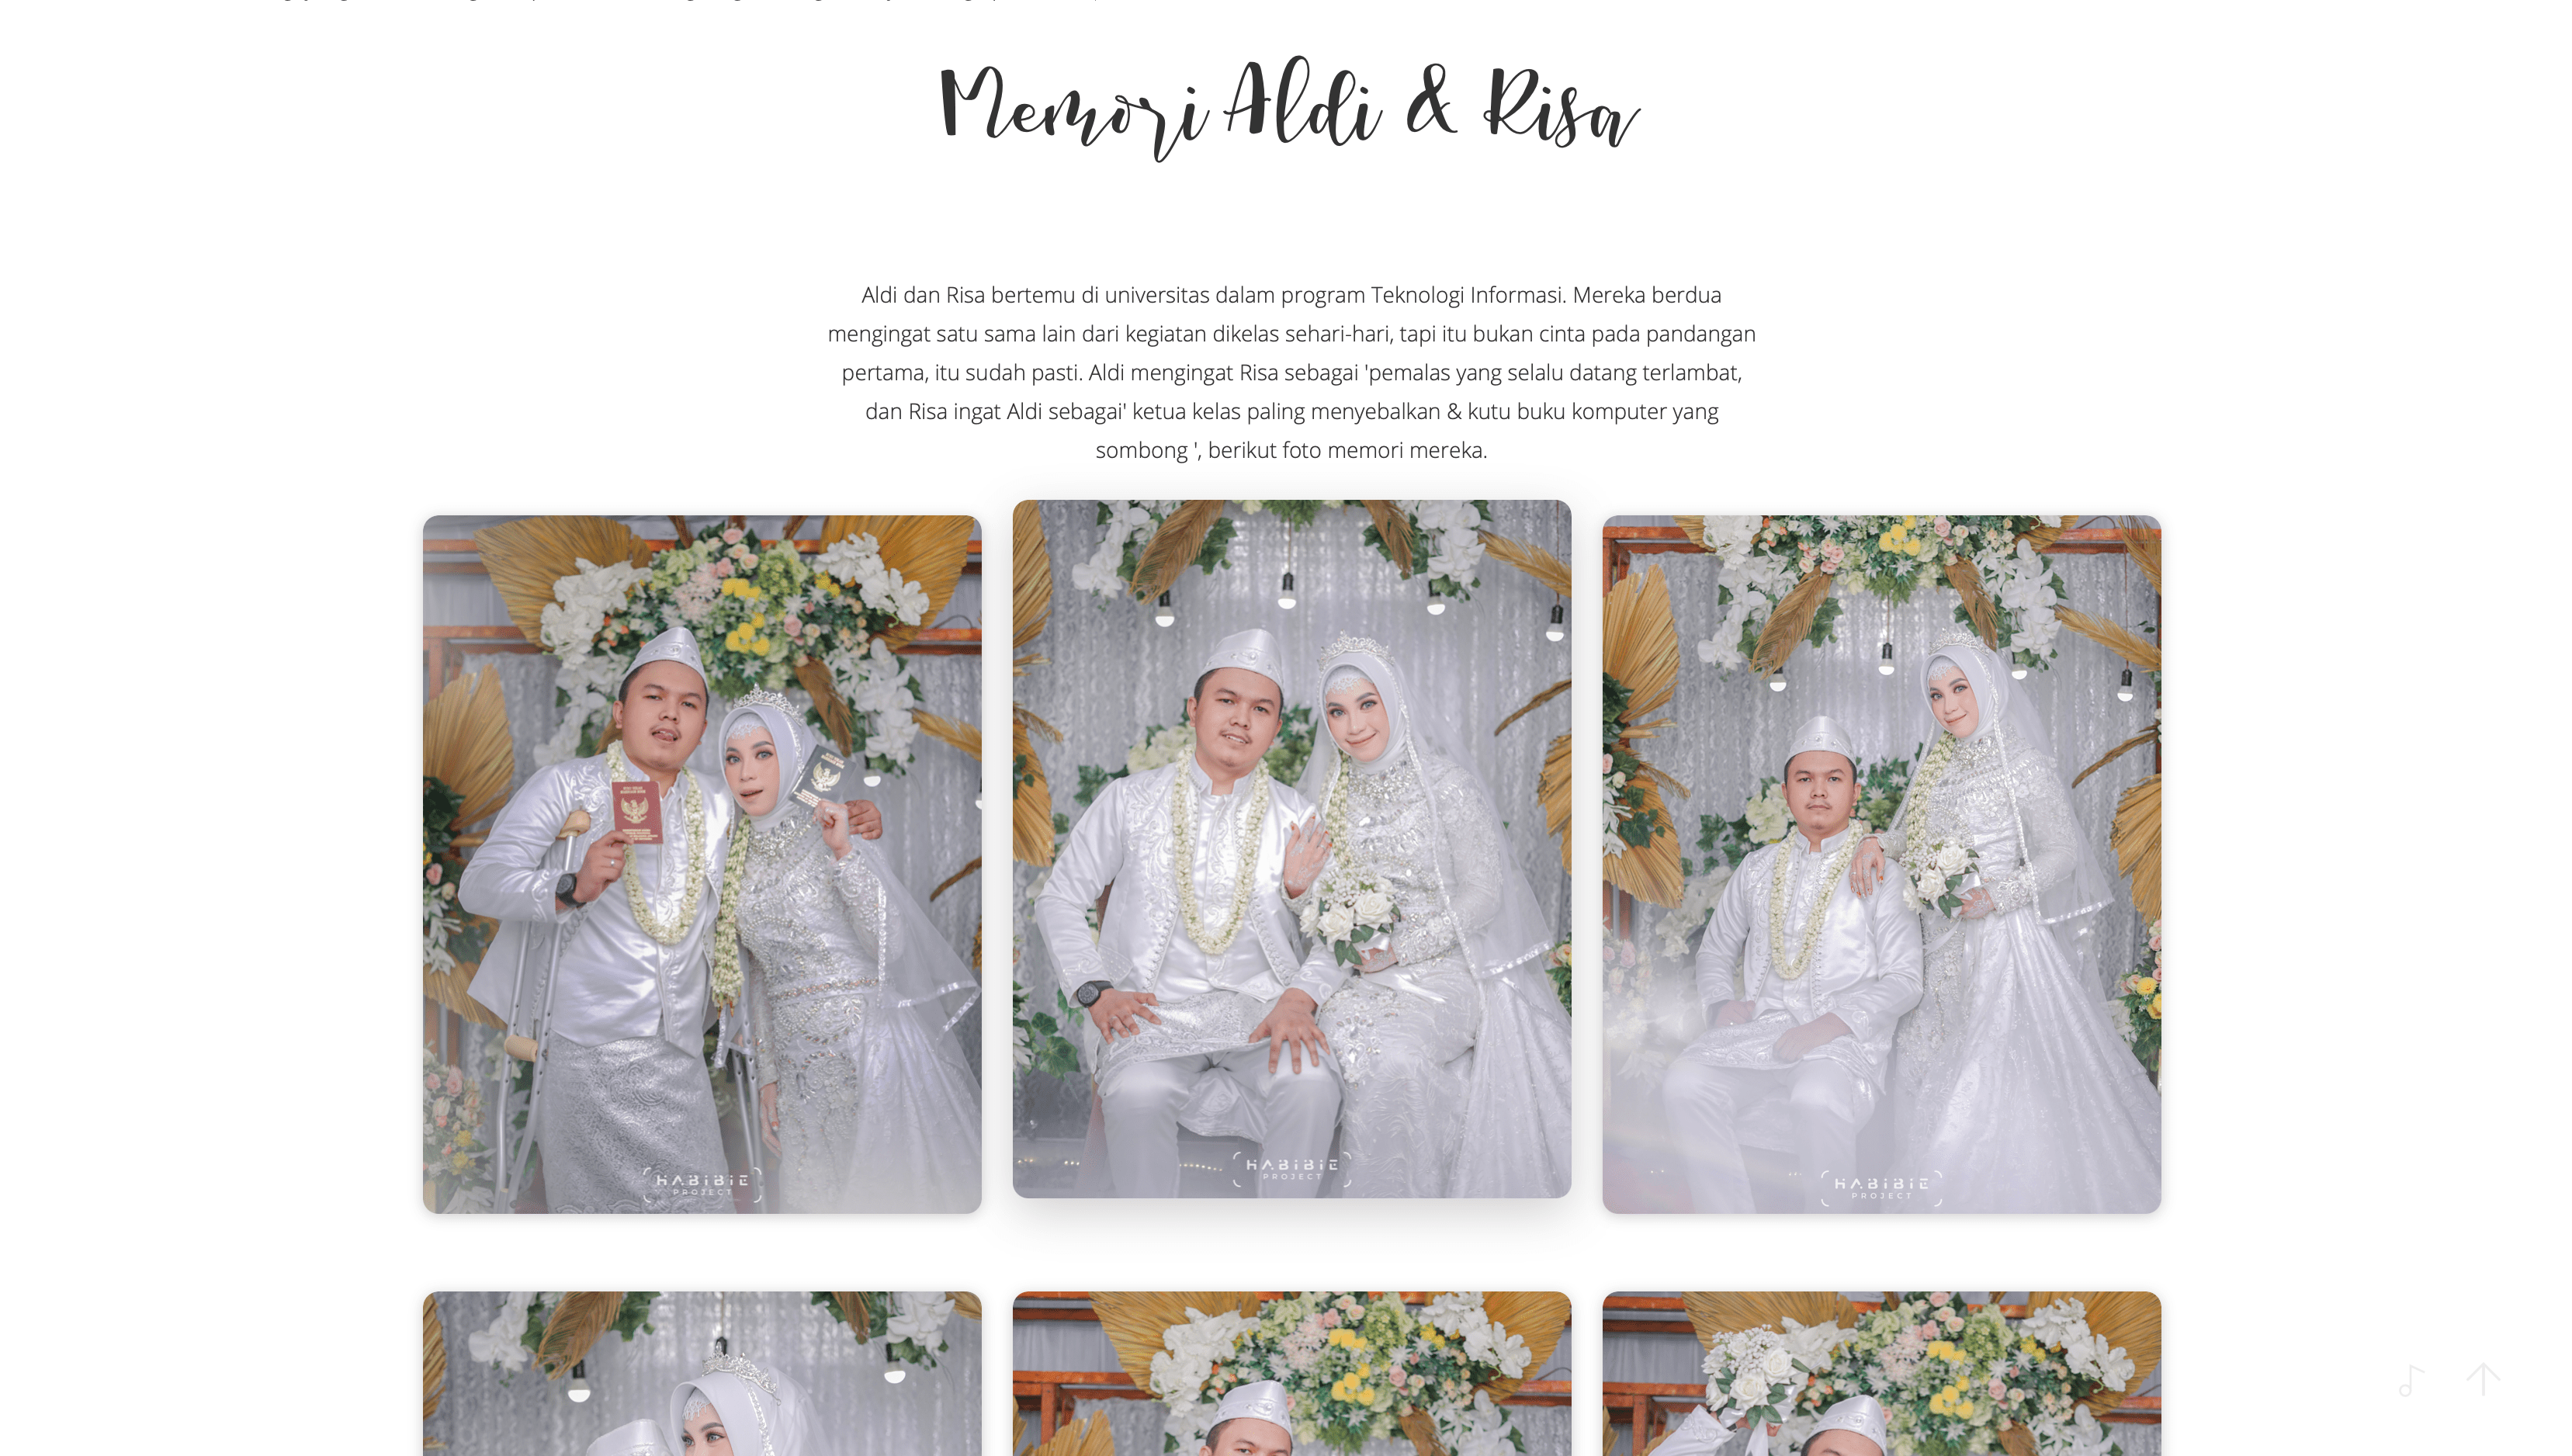 Memori Aldi & Risa
Aldi dan Risa bertemu di universitas dalam program Teknologi Informasi. Mereka berdua
mengingat satu sama lain dari kegiatan dikelas sehari-hari, tapi itu bukan cinta pada pandangan
pertama, itu sudah pasti. Aldi mengingat Risa sebagai 'pemalas yang selalu datang terlambat,
dan Risa ingat Aldi sebagai' ketua kelas paling menyebalkan & kutu buku komputer yang
sombong ', berikut foto memori mereka.
HABIBIE
PROJECT
HABIBIE
PROJECT
HABIBIE
PROJECT